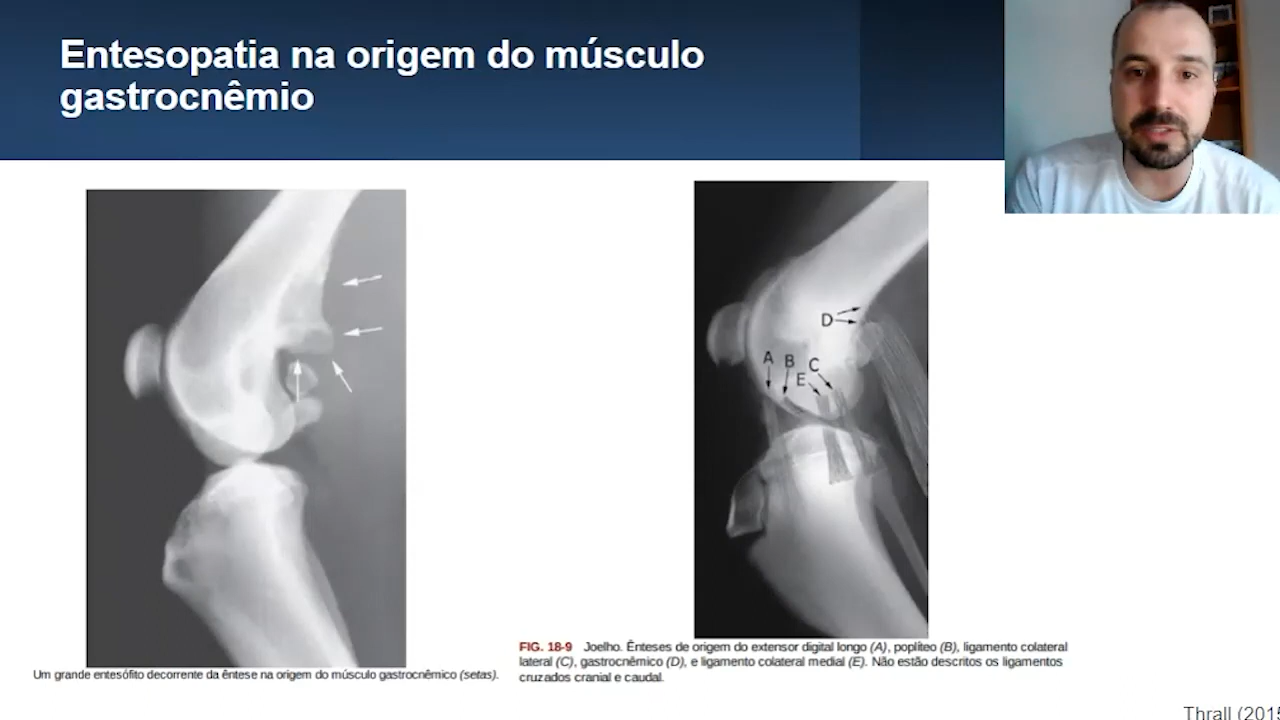 Entesopatia na origem do músculo
gastrocnêmio
D
A
B
C
E
Um grande entesófito decorrente da êntese na origem do músculo gastrocnêmico (setas).
FIG. 18-9 Joelho. Ênteses de origem do extensor digital longo (A), poplíteo (B), ligamento colateral
lateral (C), gastrocnêmico (D), e ligamento colateral medial (E). Não estão descritos os ligamentos
cruzados cranial e caudal.
Thrall (2015